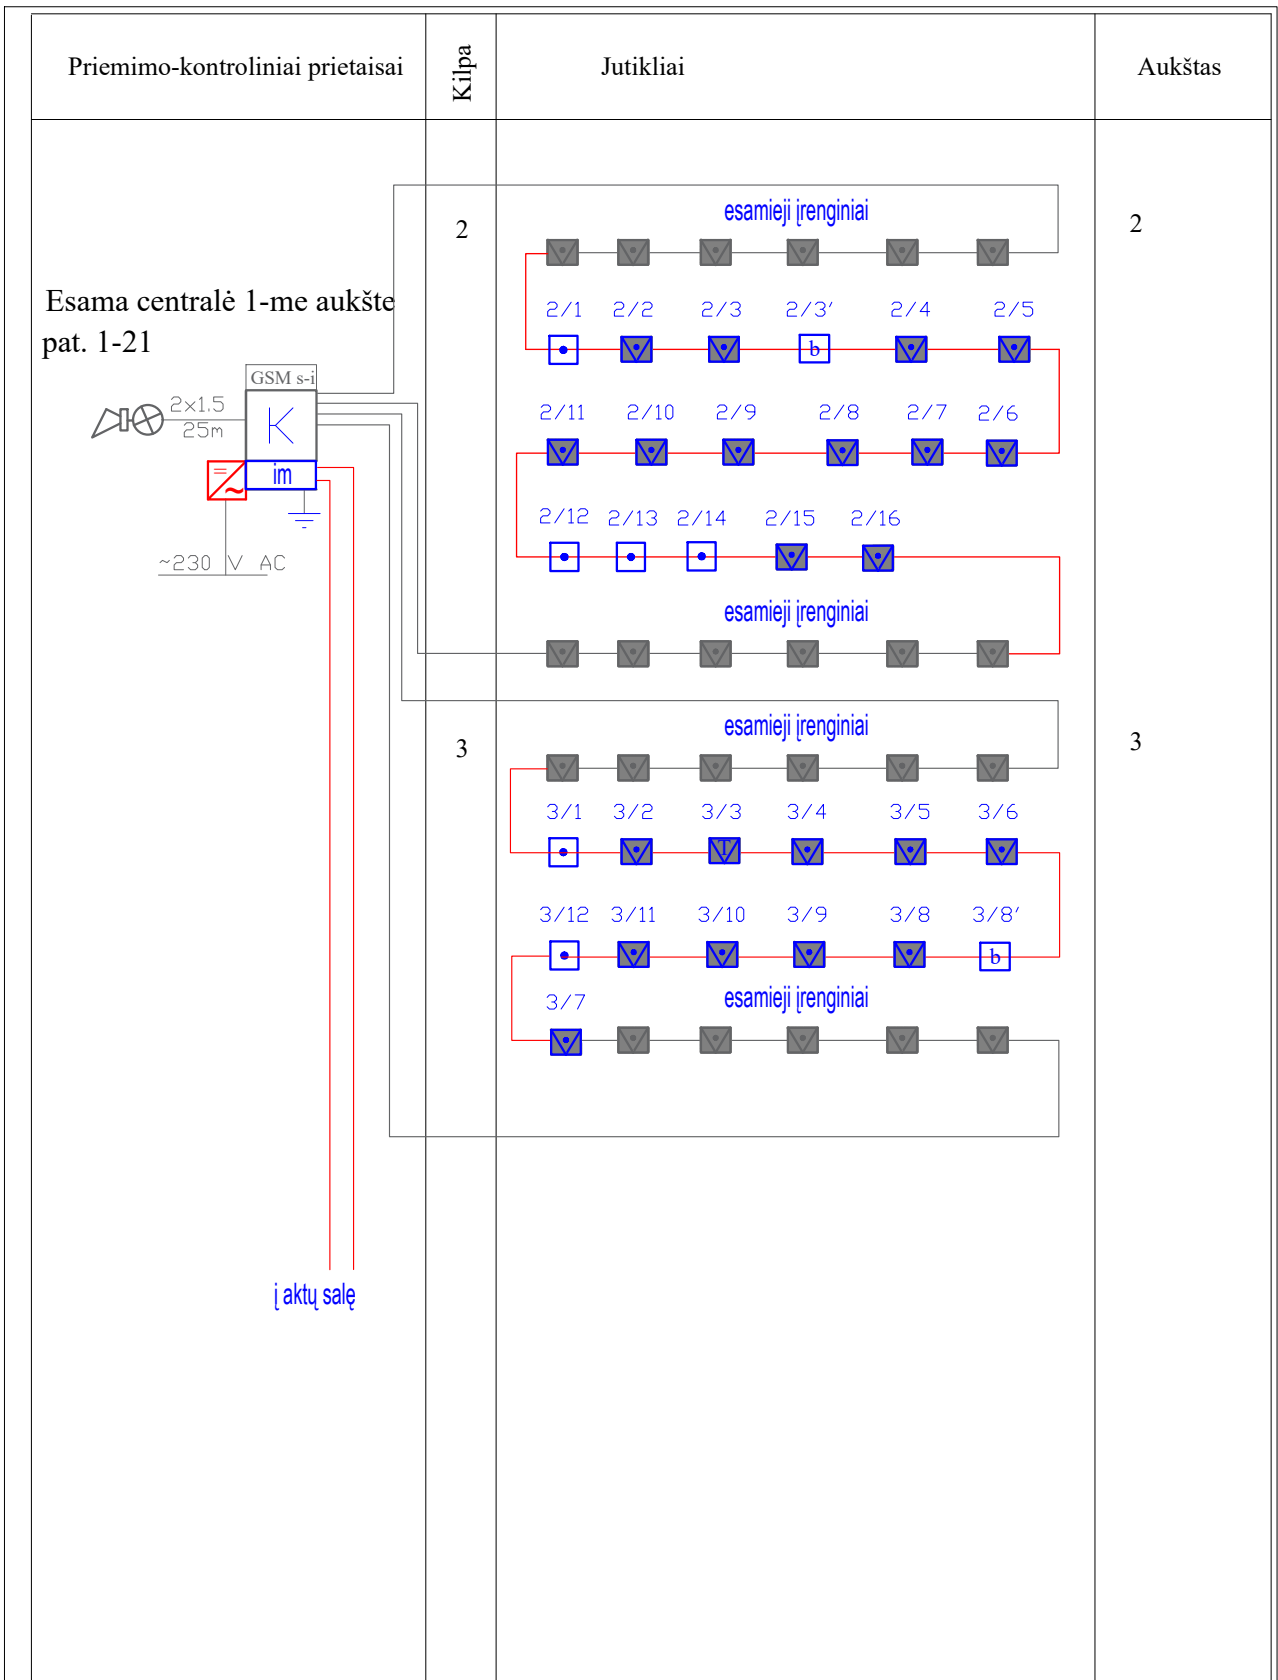 Priemimo-kontroliniai prietaisai Kilpa Jutikliai Aukštas
2 esamieji įrenginiai 2
Esama centralė 1-me aukšte
pat. 1-21
2/1 2/2 2/3 2/3' 2/4 2/5
b
GSM s-i
2x1.5
25m
K
im
~230 V AC
2/11 2/10 2/9 2/8 2/7 2/6
2/12 2/13 2/14 2/15 2/16
esamieji įrenginiai
3 esamieji įrenginiai 3
3/1 3/2 3/3 3/4 3/5 3/6
T
3/12 3/11 3/10 3/9 3/8 3/8'
b
3/7 esamieji įrenginiai
į aktų salę